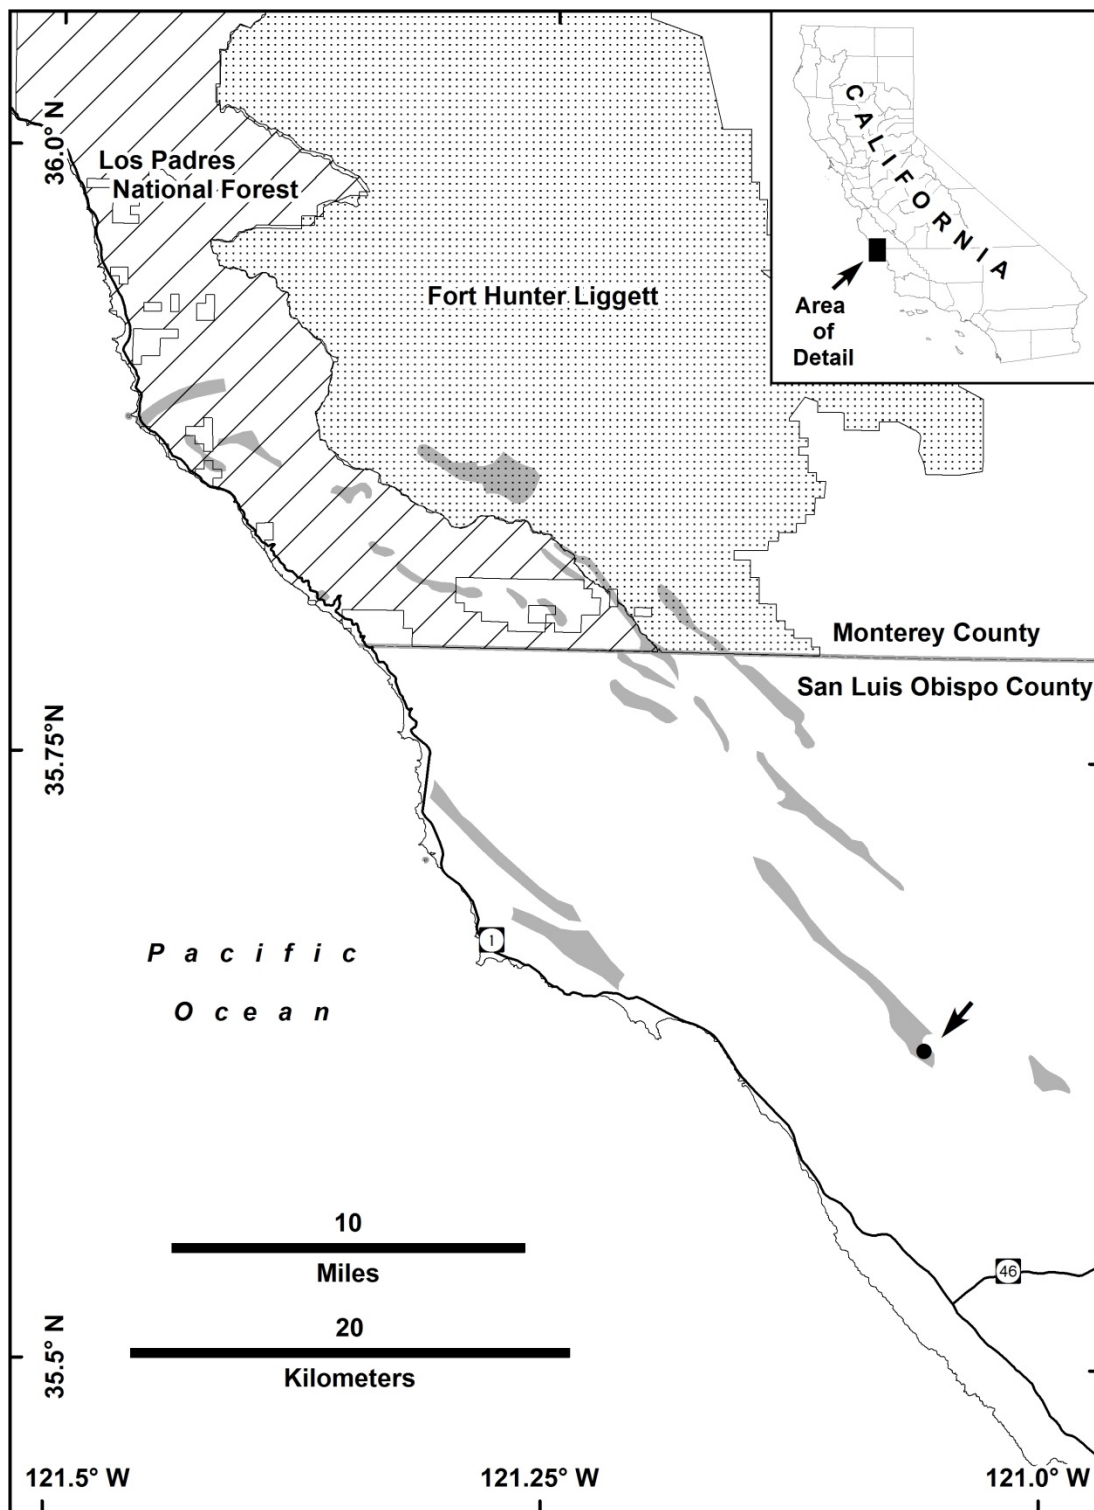 36.0° N
Los Padres
National Forest
Fort Hunter Liggett
CALIFORNIA
Area
of
Detail
Monterey County
San Luis Obispo County
35.75°N
Pacific
Ocean
1
10
Miles
20
Kilometers
46
35.5° N
121.5° W
121.25° W
121.0° W